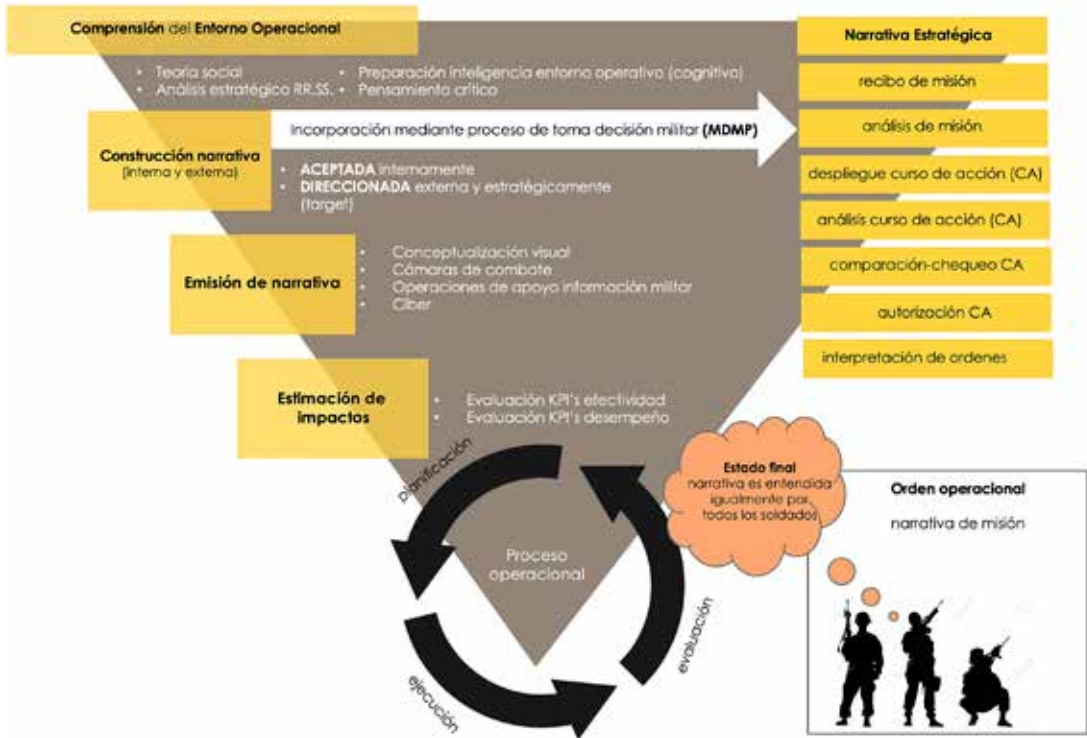 Comprensión del Entorno Operacional
• Teoría social
• Análisis estratégico RR.SS.
• Preparación inteligencia entorno operativo (cognitivo)
• Pensamiento crítico
Incorporación mediante proceso de toma decisión militar (MDMP)
Construcción narrativa
(interna y externa)
• ACEPTADA internamente
• DIRECCIONADA externa y estratégicamente
(target)
Emisión de narrativa
• Conceptualización visual
• Cámaras de combate
• Operaciones de apoyo información militar
• Ciber
Estimación de
impactos
• Evaluación KPI's efectividad
• Evaluación KPI's desempeño
Narrativa Estratégica
recibo de misión
análisis de misión
despliegue curso de acción (CA)
análisis curso de acción (CA)
comparación-chequeo CA
autorización CA
interpretación de ordenes
planificación
ejecución
evaluación
Proceso
operacional
Estado final
narrativa es entendida
igualmente por
todos los soldados
Orden operacional
narrativa de misión